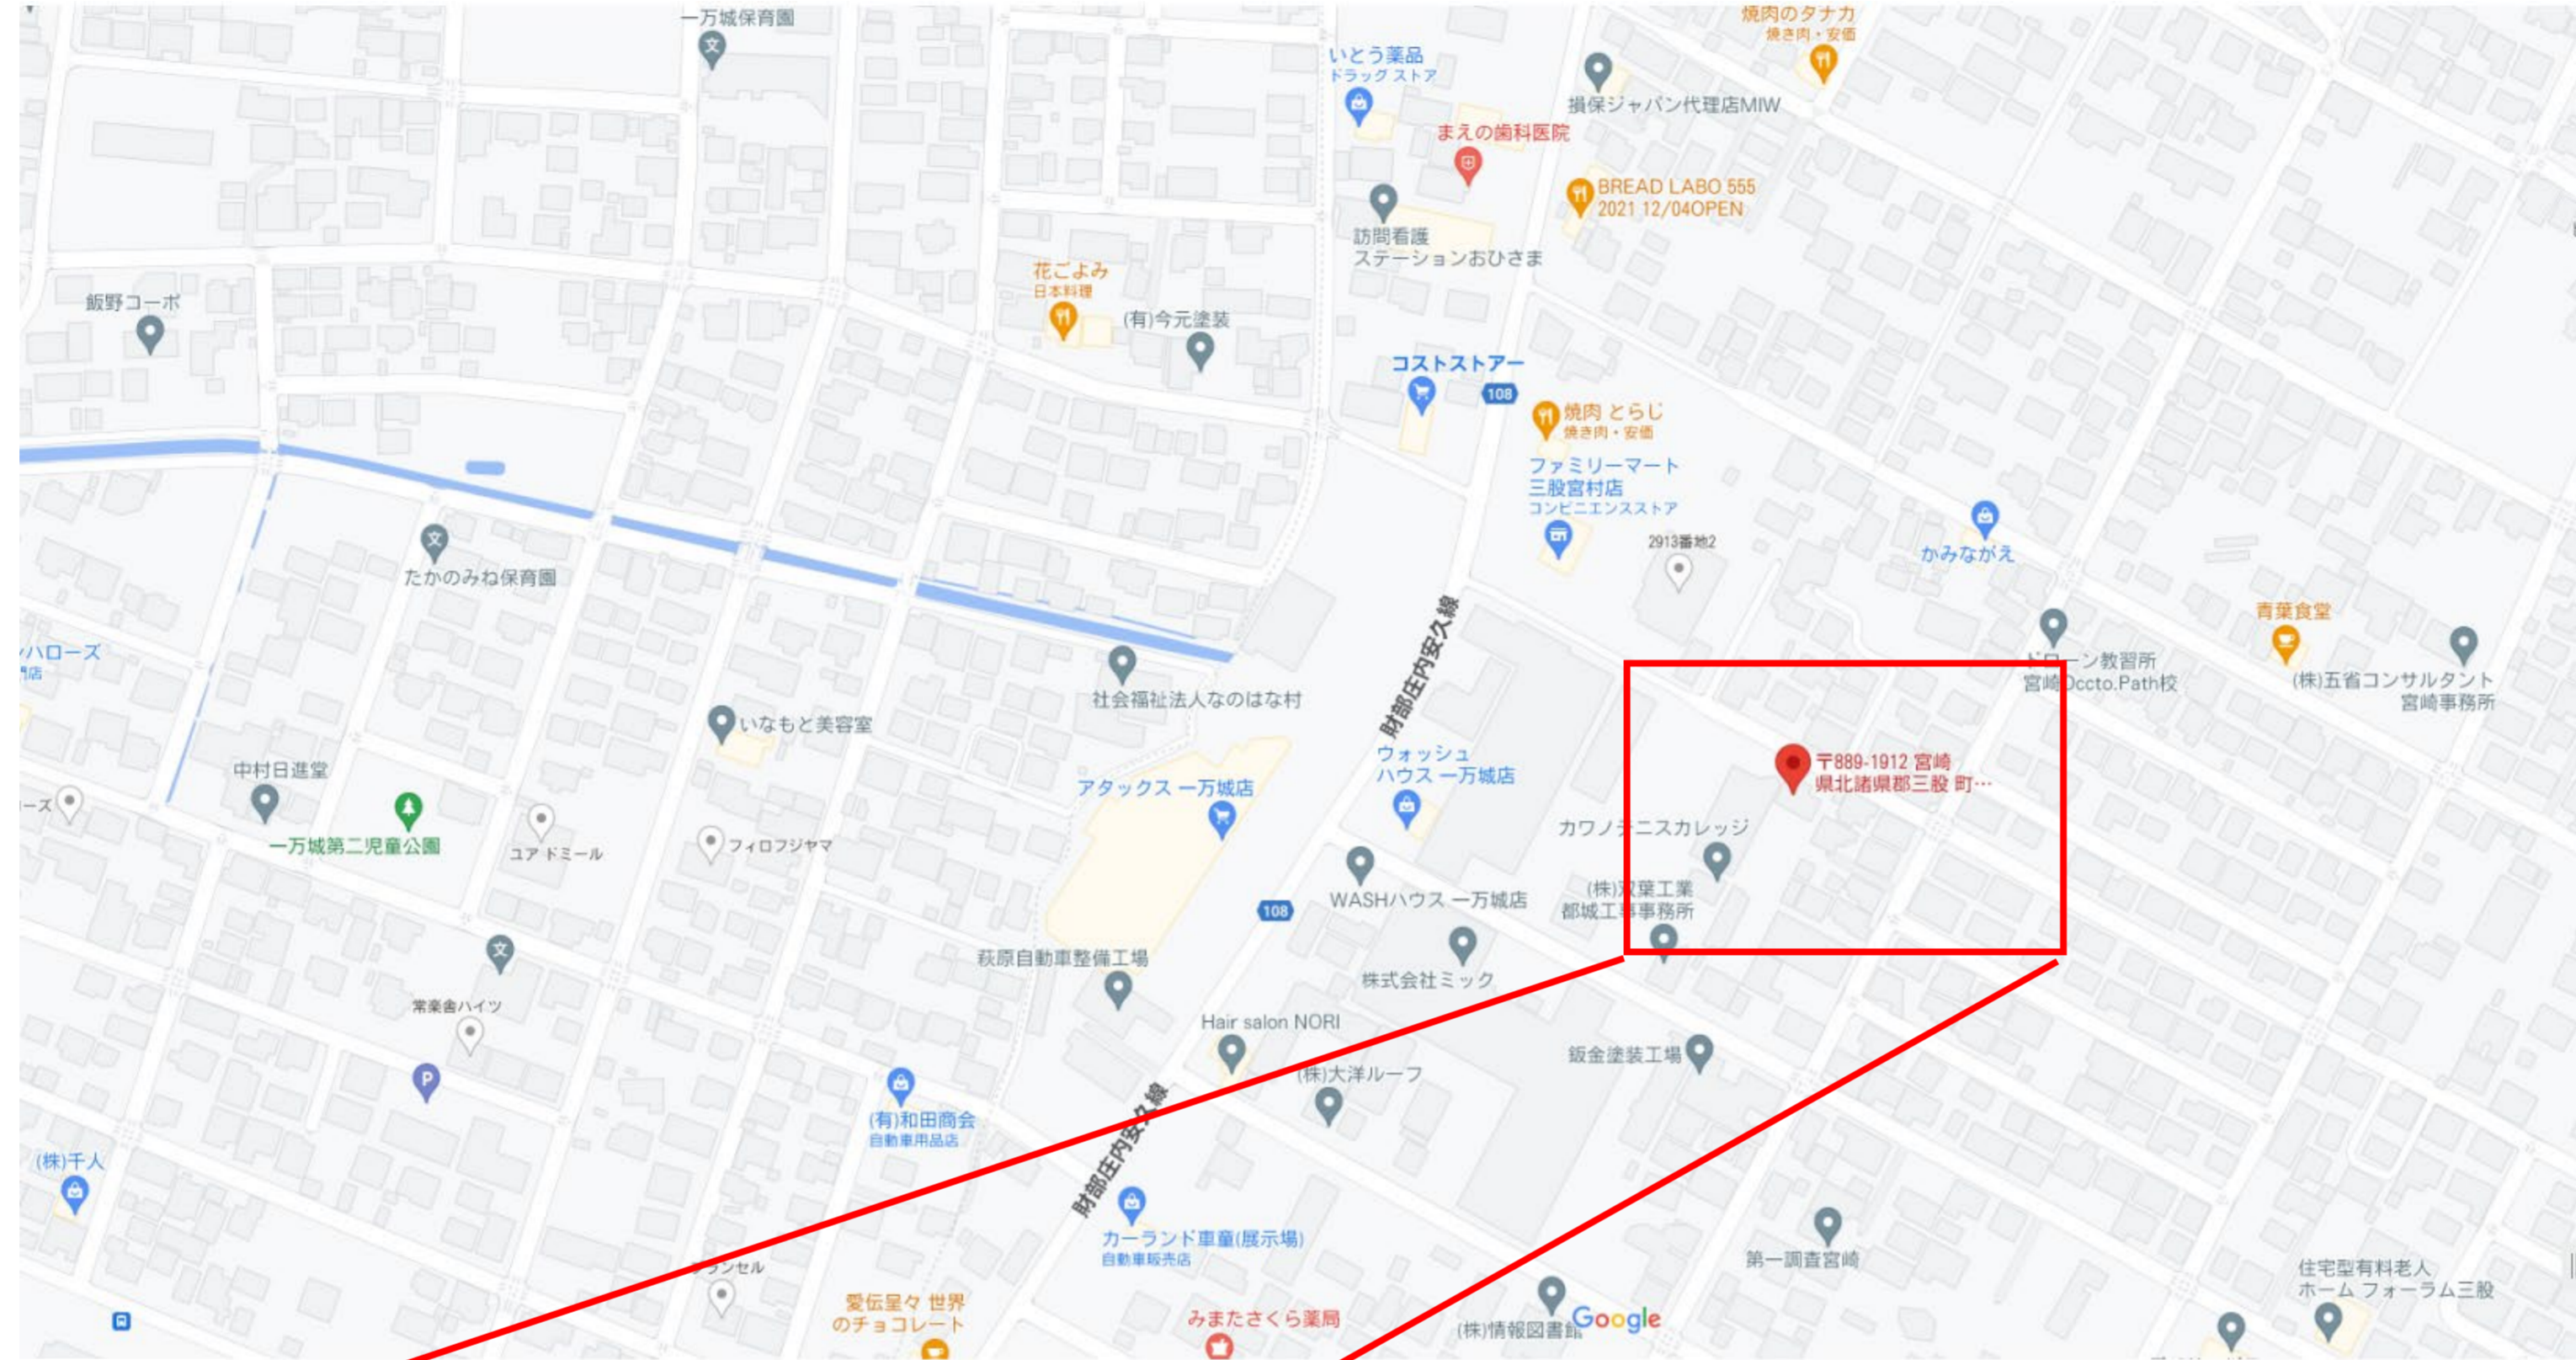 一万城保育園
焼肉のタナカ
焼き肉・安価
いとう薬品
ドラッグ ストア
損保ジャパン代理店MIW
まえの歯科医院
BREAD LABO 555
2021 12/04OPEN
訪問看護
ステーションおひさま
花ごよみ
日本料理
飯野コーポ
(有)今元塗装
コストストアー
108
焼肉 とらじ
焼き肉・安価
ファミリーマート
三股宮村店
コンビニエンスストア
2913番地2
かみながえ
たかのみね保育園
青葉食堂
ハローズ
社会福祉法人なのはな村
財部庄内安久線
ドローン教習所
宮崎Dccto.Path校
(株)五省コンサルタント
宮崎事務所
いなもと美容室
ウォッシュ
ハウス 一万城店
〒889-1912 宮崎
県北諸県郡三股 町…
中村日進堂
アタックス 一万城店
ーズ
一万城第二児童公園
ユア ドミール
フィロフジヤマ
カワノテニスカレッジ
WASHハウス 一万城店
(株)双葉工業
都城工事事務所
108
萩原自動車整備工場
株式会社ミック
常楽舎ハイツ
Hair salon NORI
鈑金塗装工場
(株)大洋ルーフ
P
(有)和田商会
自動車用品店
財部庄内安久線
(株)千人
カーランド車童(展示場)
自動車販売店
第一調査宮崎
住宅型有料老人
ホーム フォーラム三股
愛伝呈々 世界
のチョコレート
みまたさくら薬局
(株)情報図書館
Google